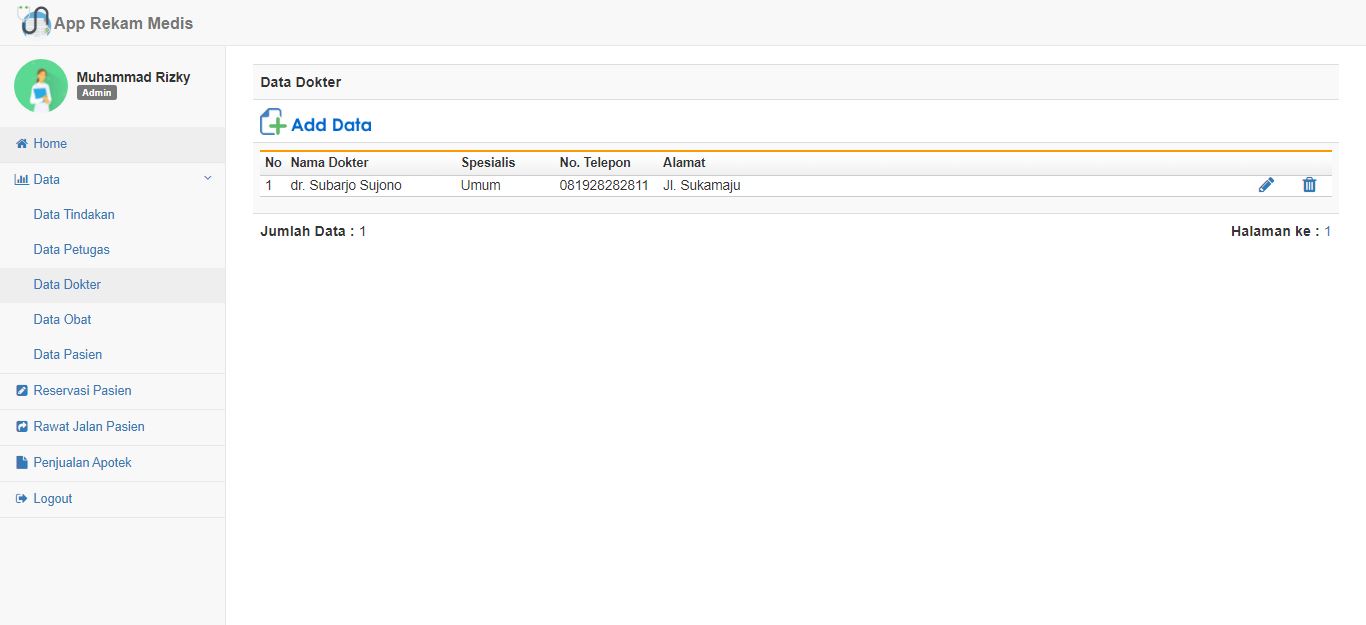 App Rekam Medis
Muhammad Rizky
Admin
Home
Data
Data Tindakan
Data Petugas
Data Dokter
Data Obat
Data Pasien
Reservasi Pasien
Rawat Jalan Pasien
Penjualan Apotek
Logout
Data Dokter
Add Data
No Nama Dokter Spesialis No. Telepon Alamat
1 dr. Subarjo Sujono Umum 081928282811 Jl. Sukamaju
Jumlah Data : 1 Halaman ke : 1